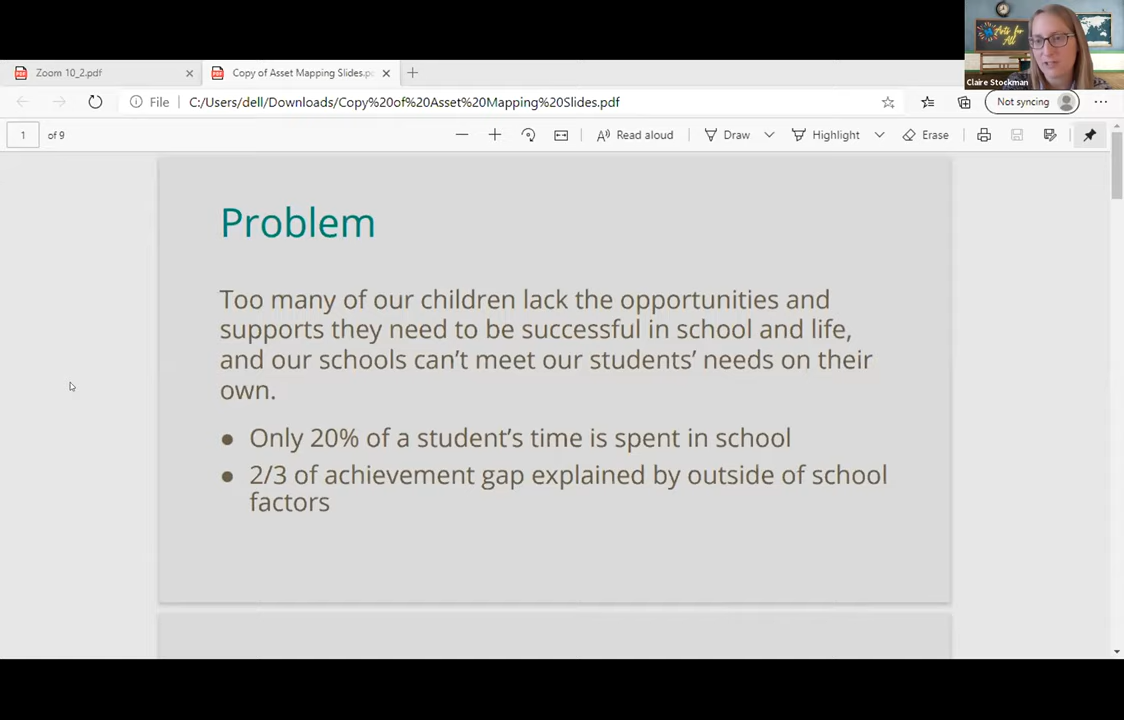 Arts for
All
Claire Stockman
Zoom 10_2.pdf
Copy of Asset Mapping Slides.p
File
C:/Users/dell/Downloads/Copy%20of%20Asset%20Mapping%20Slides.pdf
Not syncing
1 of 9
Read aloud
Draw
Highlight
Erase
Problem
Too many of our children lack the opportunities and
supports they need to be successful in school and life,
and our schools can’t meet our students’ needs on their
own.
● Only 20% of a student’s time is spent in school
● 2/3 of achievement gap explained by outside of school
factors